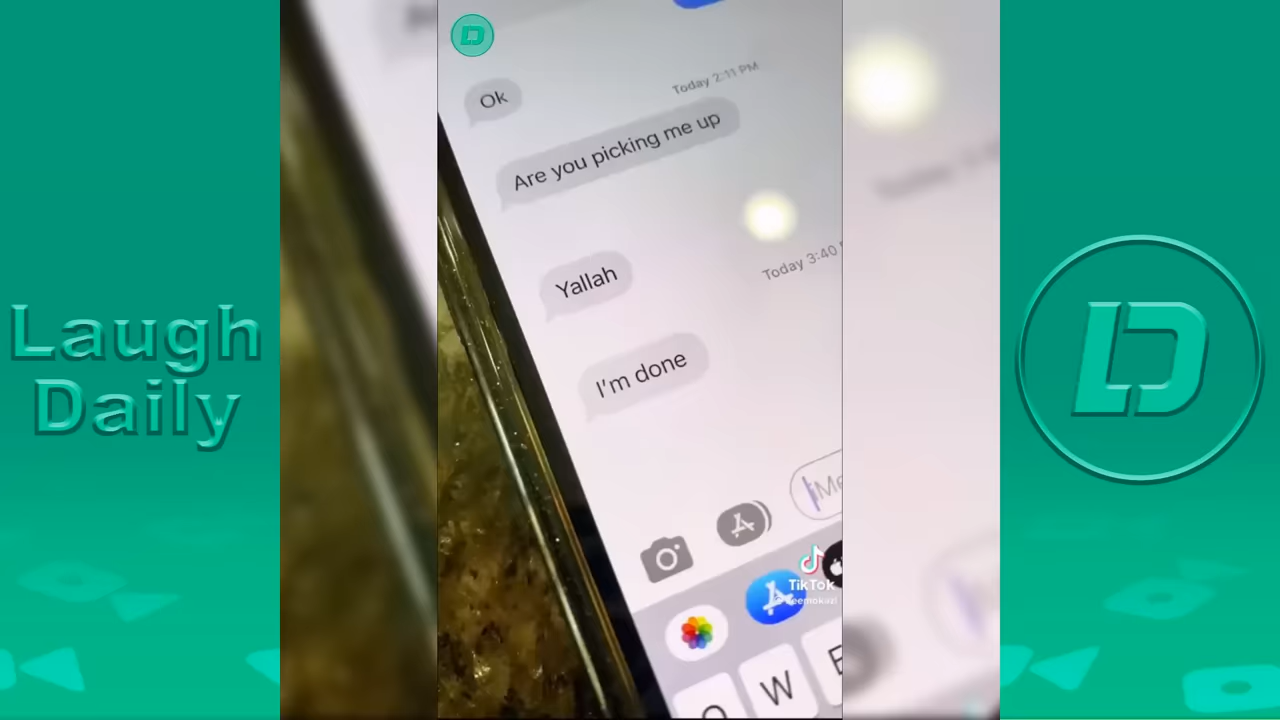 Laugh
Daily
Ok
Today 2:11 PM
Are you picking me up
Today 3:40
Yallah
I'm done
TikTok
W